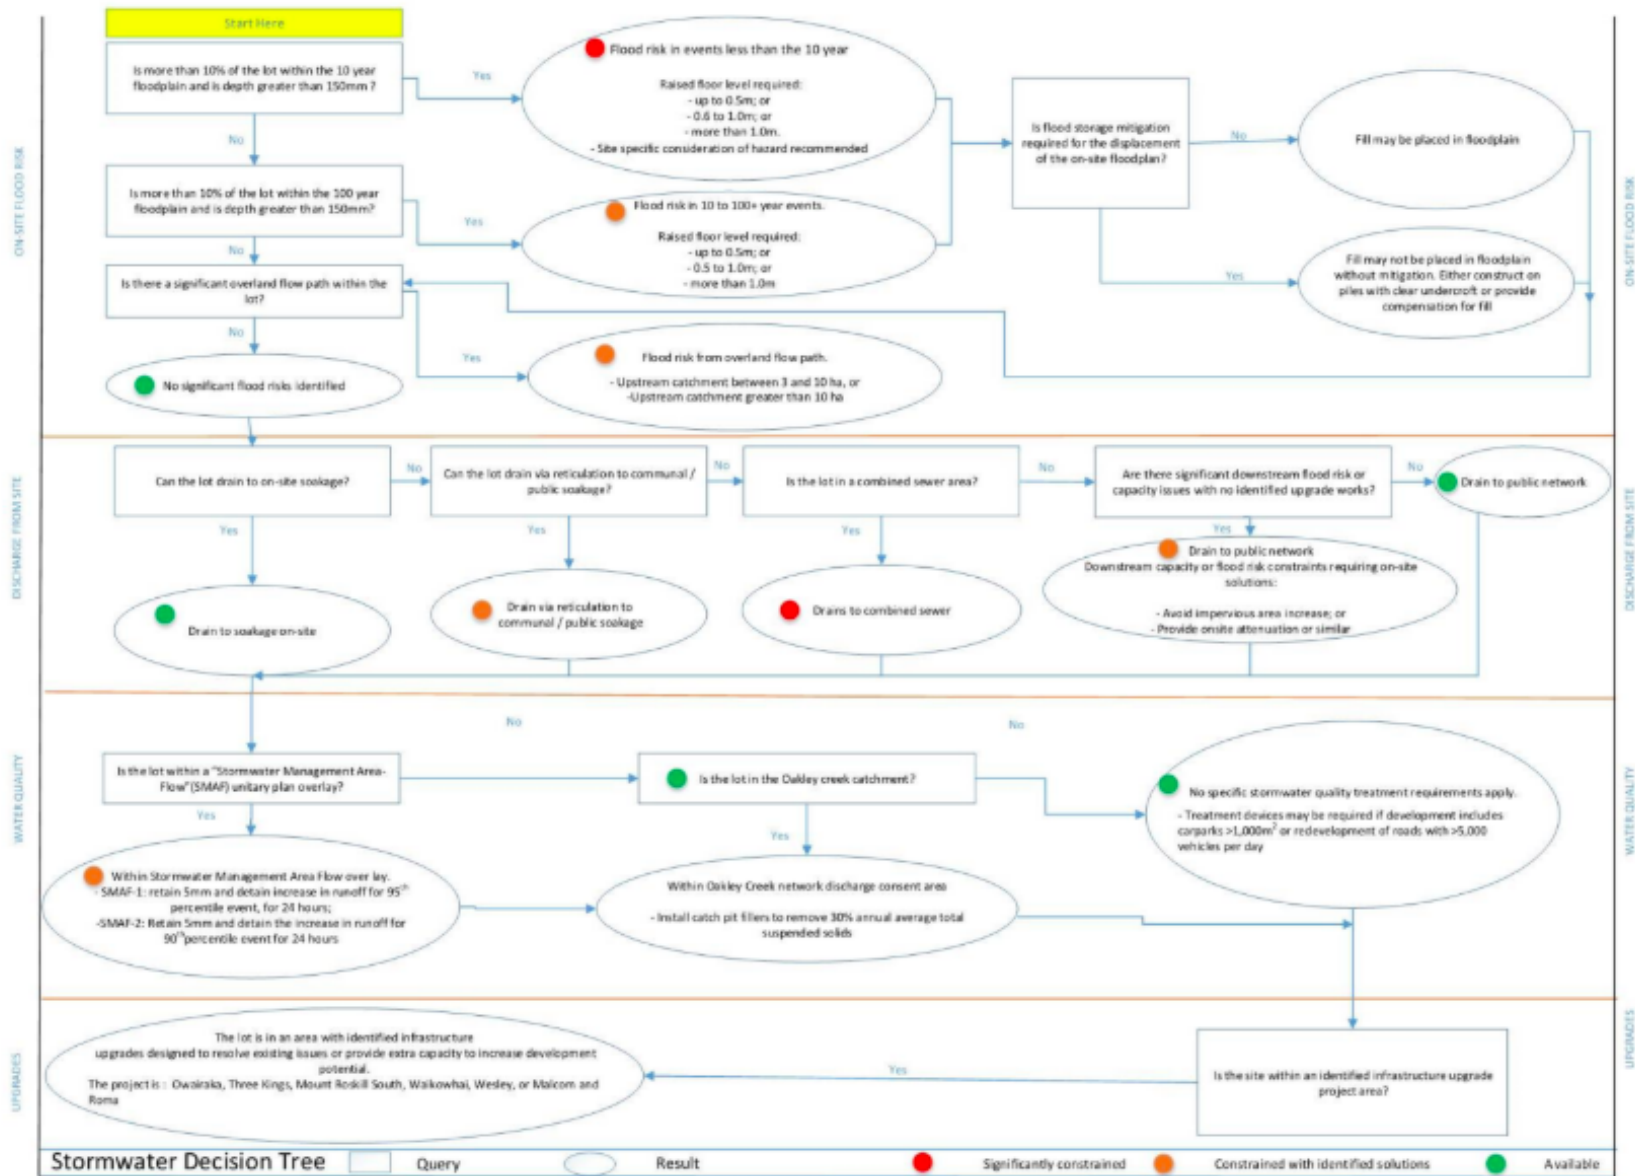 Start Here
Is more than 10% of the lot within the 10 year
floodplain and is depth greater than 150mm ?
Yes
No
Flood risk in events less than the 10 year
Raised floor level required:
- up to 0.5m; or
- 0.6 to 1.0m; or
- more than 1.0m.
- Site specific consideration of hazard recommended
Is flood storage mitigation
required for the displacement
of the on-site floodplan?
No
Fill may be placed in floodplain
ON-SITE FLOOD RISK
ON-SITE FLOOD RISK
Is more than 10% of the lot within the 100 year
floodplain and is depth greater than 150mm?
Yes
No
Flood risk in 10 to 100+ year events.
Raised floor level required:
- up to 0.5m; or
- 0.5 to 1.0m; or
- more than 1.0m
Yes
Fill may not be placed in floodplain
without mitigation. Either construct on
piles with clear undercroft or provide
compensation for fill
Is there a significant overland flow path within the
lot?
No
Yes
Flood risk from overland flow path.
- Upstream catchment between 3 and 10 ha, or
-Upstream catchment greater than 10 ha
No significant flood risks identified
Can the lot drain to on-site soakage?
No
Can the lot drain via reticulation to communal /
public soakage?
No
Is the lot in a combined sewer area?
No
Are there significant downstream flood risk or
capacity issues with no identified upgrade works?
No
Drain to public network
Yes
Yes
Yes
Yes
DISCHARGE FROM SITE
DISCHARGE FROM SITE
Drain to soakage on-site
Drain via reticulation to
communal / public soakage
Drains to combined sewer
Drain to public network
Downstream capacity or flood risk constraints requiring on-site
solutions:
- Avoid impervious area increase; or
- Provide onsite attenuation or similar
No
No
Is the lot within a "Stormwater Management Area-
Flow"(SMAF) unitary plan overlay?
Is the lot in the Oakley creek catchment?
No specific stormwater quality treatment requirements apply.
- Treatment devices may be required if development includes
carparks >1,000m² or redevelopment of roads with >5,000
vehicles per day
WATER QUALITY
WATER QUALITY
Yes
Yes
Within Stormwater Management Area Flow over lay.
- SMAF-1: retain 5mm and detain increase in runoff for 95th
percentile event, for 24 hours;
-SMAF-2: Retain 5mm and detain the increase in runoff for
90th percentile event for 24 hours
Within Oakley Creek network discharge consent area
- Install catch pit fillers to remove 30% annual average total
suspended solids
The lot is in an area with identified infrastructure
upgrades designed to resolve existing issues or provide extra capacity to increase development
potential.
The project is : Owairaka, Three Kings, Mount Roskill South, Waikowhai, Wesley, or Malcom and
Roma
Yes
Is the site within an identified infrastructure upgrade
project area?
UPGRADES
UPGRADES
Stormwater Decision Tree
Query
Result
Significantly constrained
Constrained with identified solutions
Available